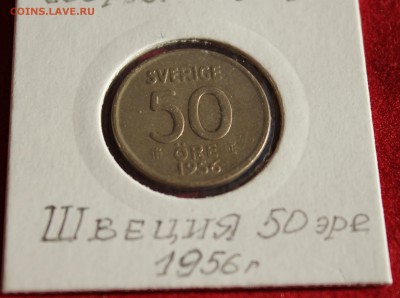 COINS.LAVE.RU
SVERIGE
50
ÖRE
1956
ШВЕЦИЯ 50 эре
1956 г